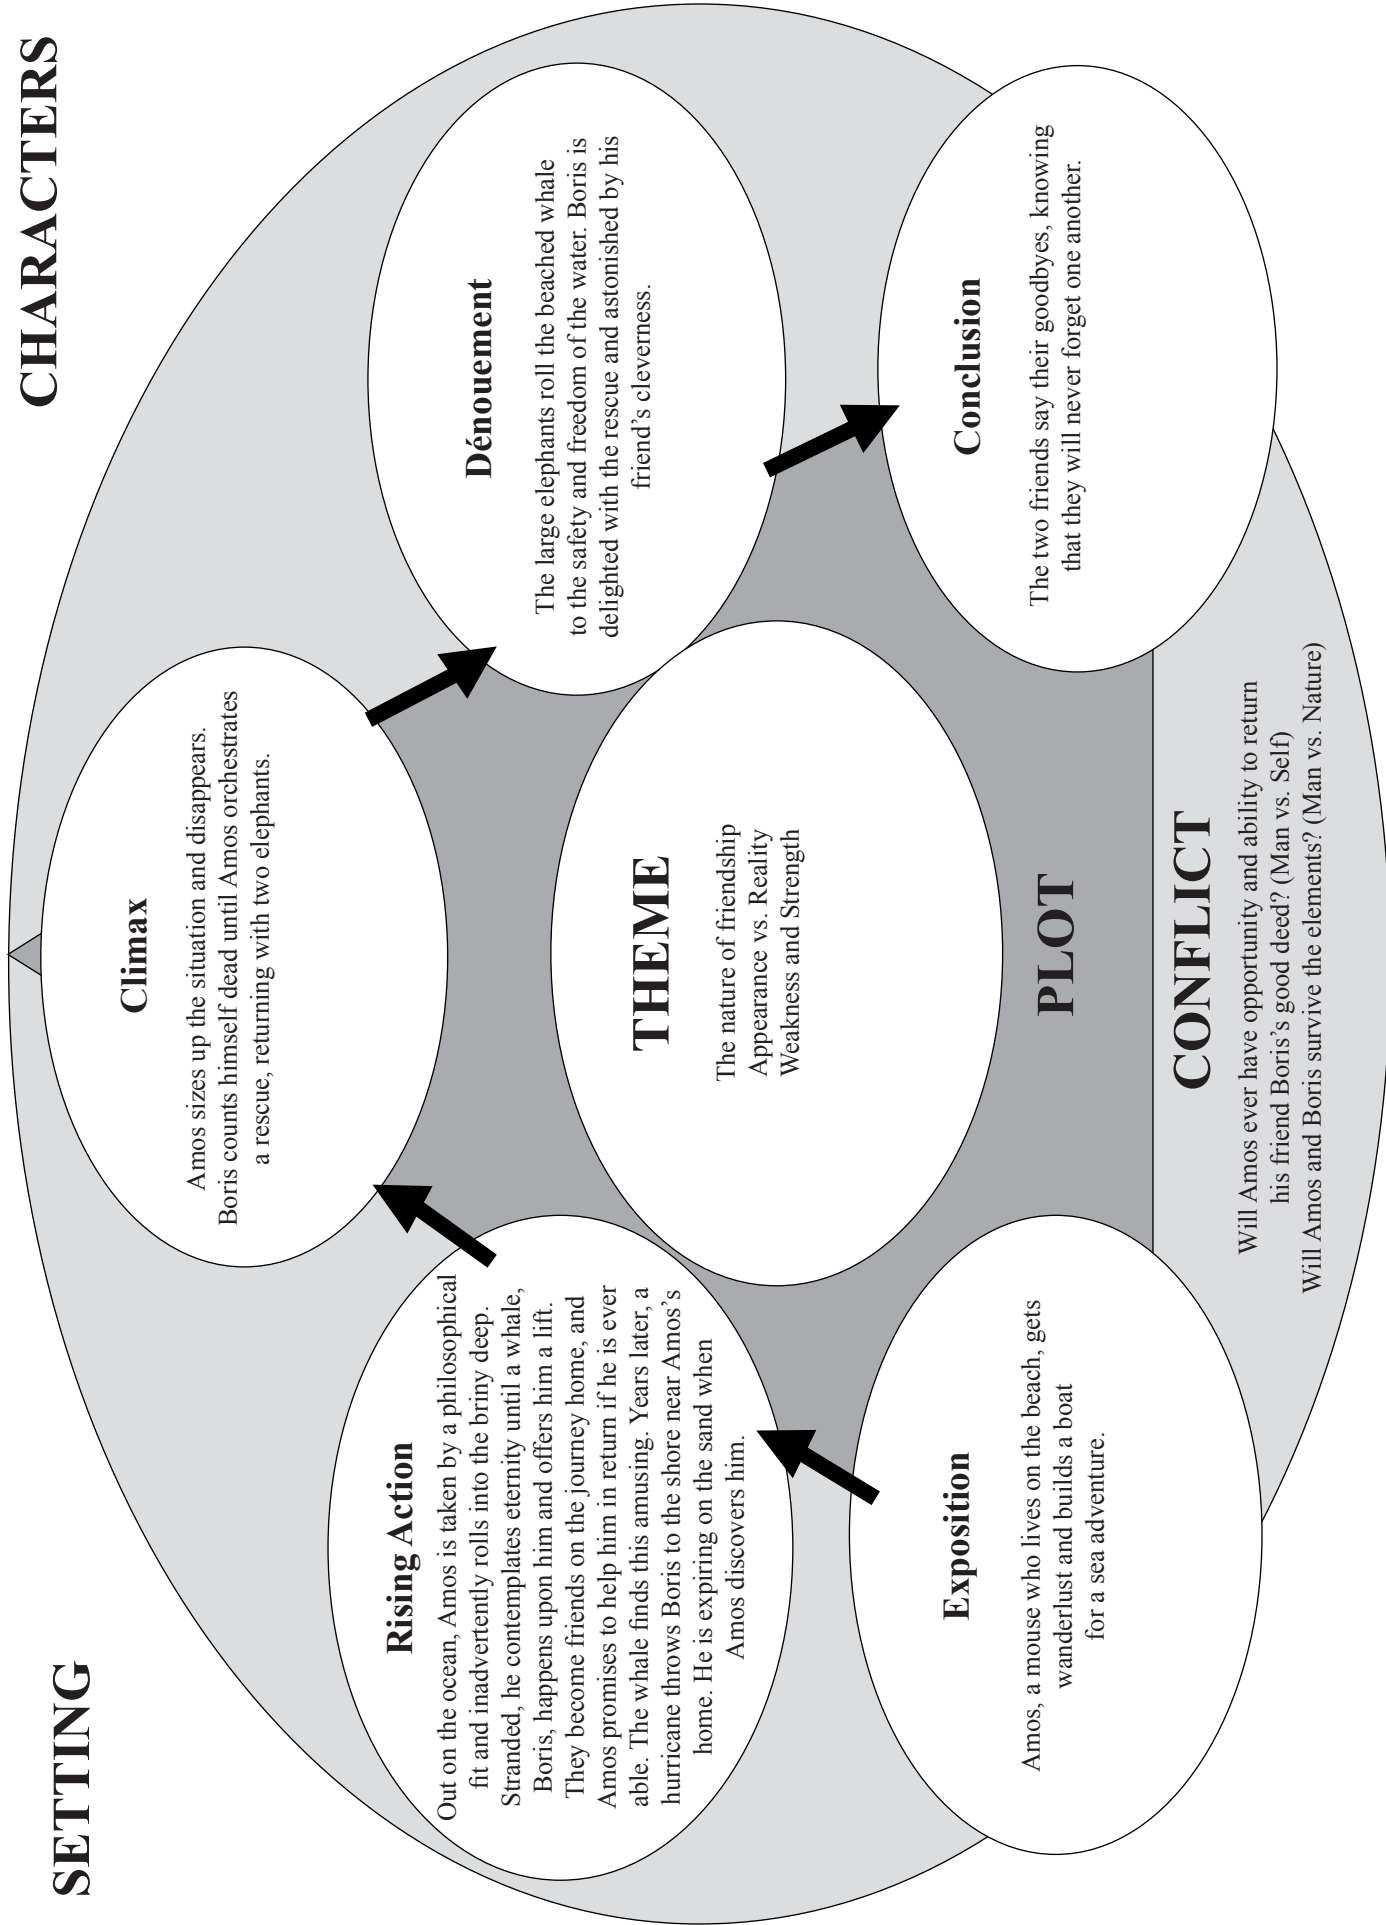 SETTING
CHARACTERS
Climax
Amos sizes up the situation and disappears.
Boris counts himself dead until Amos orchestrates
a rescue, returning with two elephants.
Rising Action
Out on the ocean, Amos is taken by a philosophical
fit and inadvertently rolls into the briny deep.
Stranded, he contemplates eternity until a whale,
Boris, happens upon him and offers him a lift.
They become friends on the journey home, and
Amos promises to help him in return if he is ever
able. The whale finds this amusing. Years later, a
hurricane throws Boris to the shore near Amos’s
home. He is expiring on the sand when
Amos discovers him.
Dénouement
The large elephants roll the beached whale
to the safety and freedom of the water. Boris is
delighted with the rescue and astonished by his
friend’s cleverness.
THEME
The nature of friendship
Appearance vs. Reality
Weakness and Strength
Exposition
Amos, a mouse who lives on the beach, gets
wanderlust and builds a boat
for a sea adventure.
Conclusion
The two friends say their goodbyes, knowing
that they will never forget one another.
PLOT
CONFLICT
Will Amos ever have opportunity and ability to return
his friend Boris’s good deed? (Man vs. Self)
Will Amos and Boris survive the elements? (Man vs. Nature)